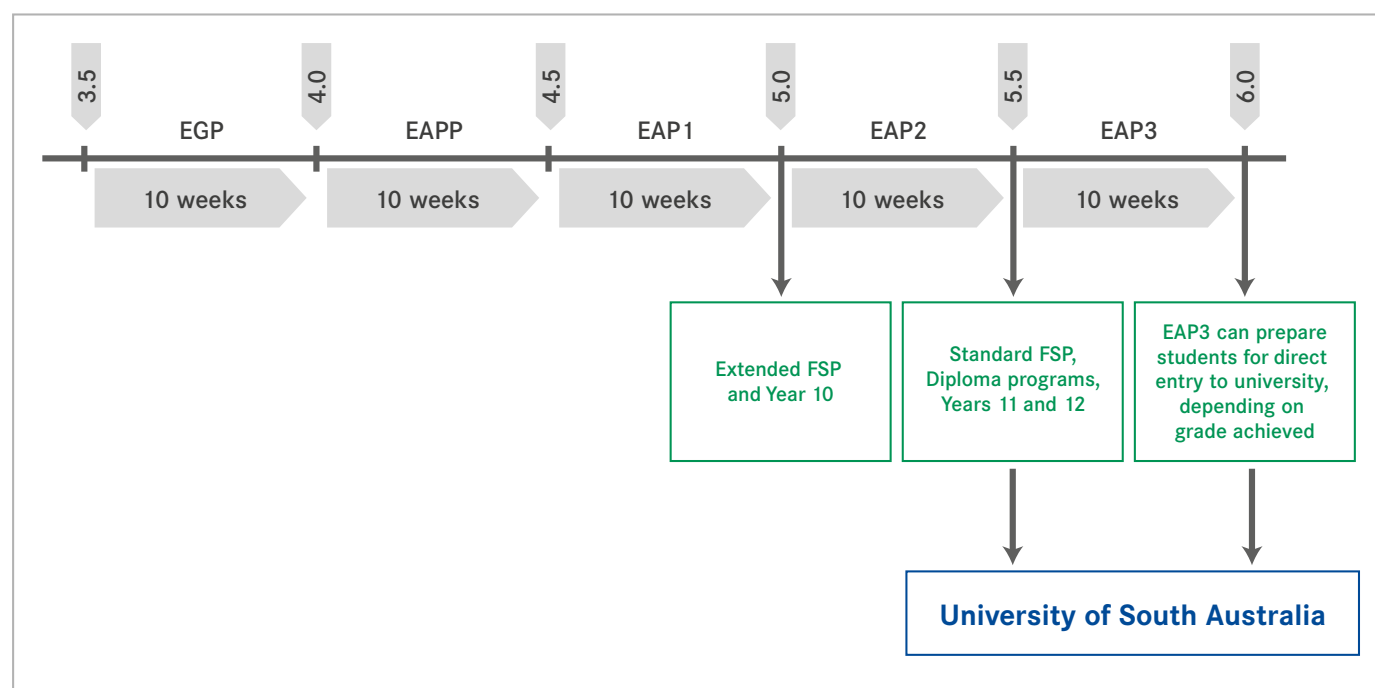 3.5
4.0
4.5
5.0
5.5
6.0
EGP
EAPP
EAP1
EAP2
EAP3
10 weeks
10 weeks
10 weeks
10 weeks
10 weeks
Extended FSP
and Year 10
Standard FSP,
Diploma programs,
Years 11 and 12
EAP3 can prepare
students for direct
entry to university,
depending on
grade achieved
University of South Australia